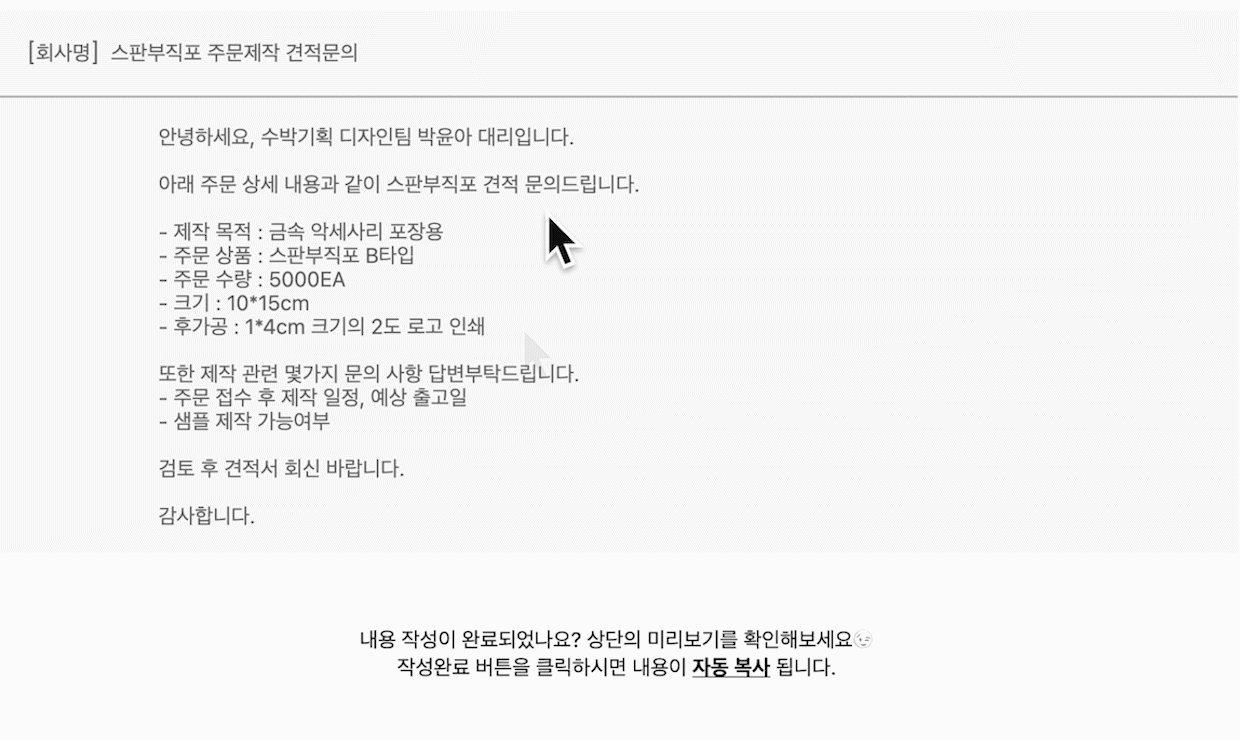 [회사명] 스판부직포 주문제작 견적문의
안녕하세요, 수박기획 디자인팀 박윤아 대리입니다.
아래 주문 상세 내용과 같이 스판부직포 견적 문의드립니다.
- 제작 목적 : 금속 악세사리 포장용
- 주문 상품 : 스판부직포 B타입
- 주문 수량 : 5000EA
- 크기 : 10*15cm
- 후가공 : 1*4cm 크기의 2도 로고 인쇄
또한 제작 관련 몇가지 문의 사항 답변부탁드립니다.
- 주문 접수 후 제작 일정, 예상 출고일
- 샘플 제작 가능여부
검토 후 견적서 회신 바랍니다.
감사합니다.
내용 작성이 완료되었나요? 상단의 미리보기를 확인해보세요😉
작성완료 버튼을 클릭하시면 내용이 자동 복사 됩니다.